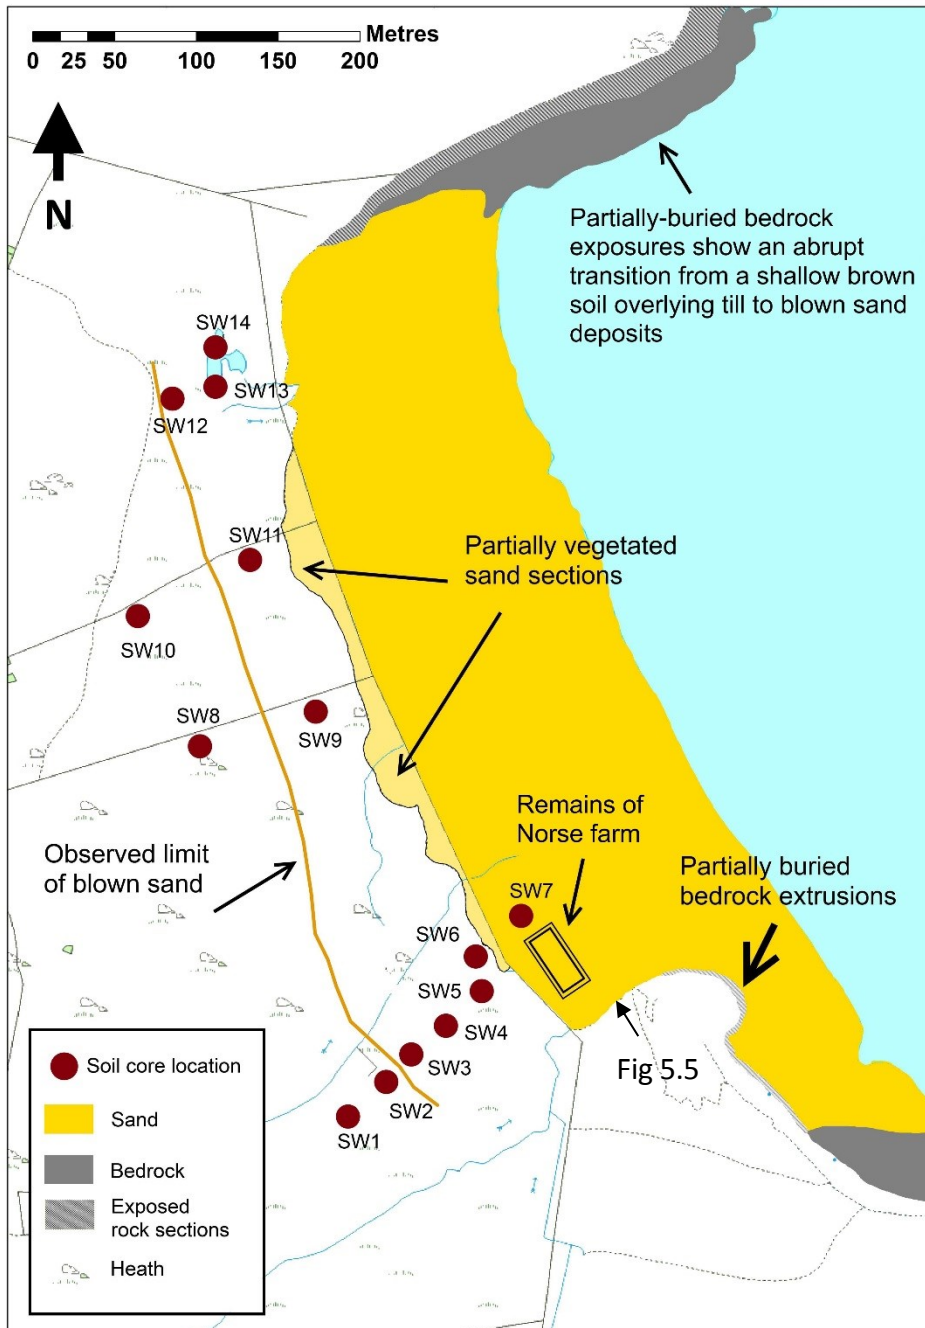 Metres
0 25 50 100 150 200
N
Partially-buried bedrock
exposures show an abrupt
transition from a shallow brown
soil overlying till to blown sand
deposits
SW14
SW13
SW12
SW11
Partially vegetated
sand sections
SW10
SW8
SW9
Remains of
Norse farm
Observed limit
of blown sand
Partially buried
bedrock extrusions
SW7
SW6
SW5
SW4
SW3
Fig 5.5
SW2
SW1
Soil core location
Sand
Bedrock
Exposed
rock sections
Heath